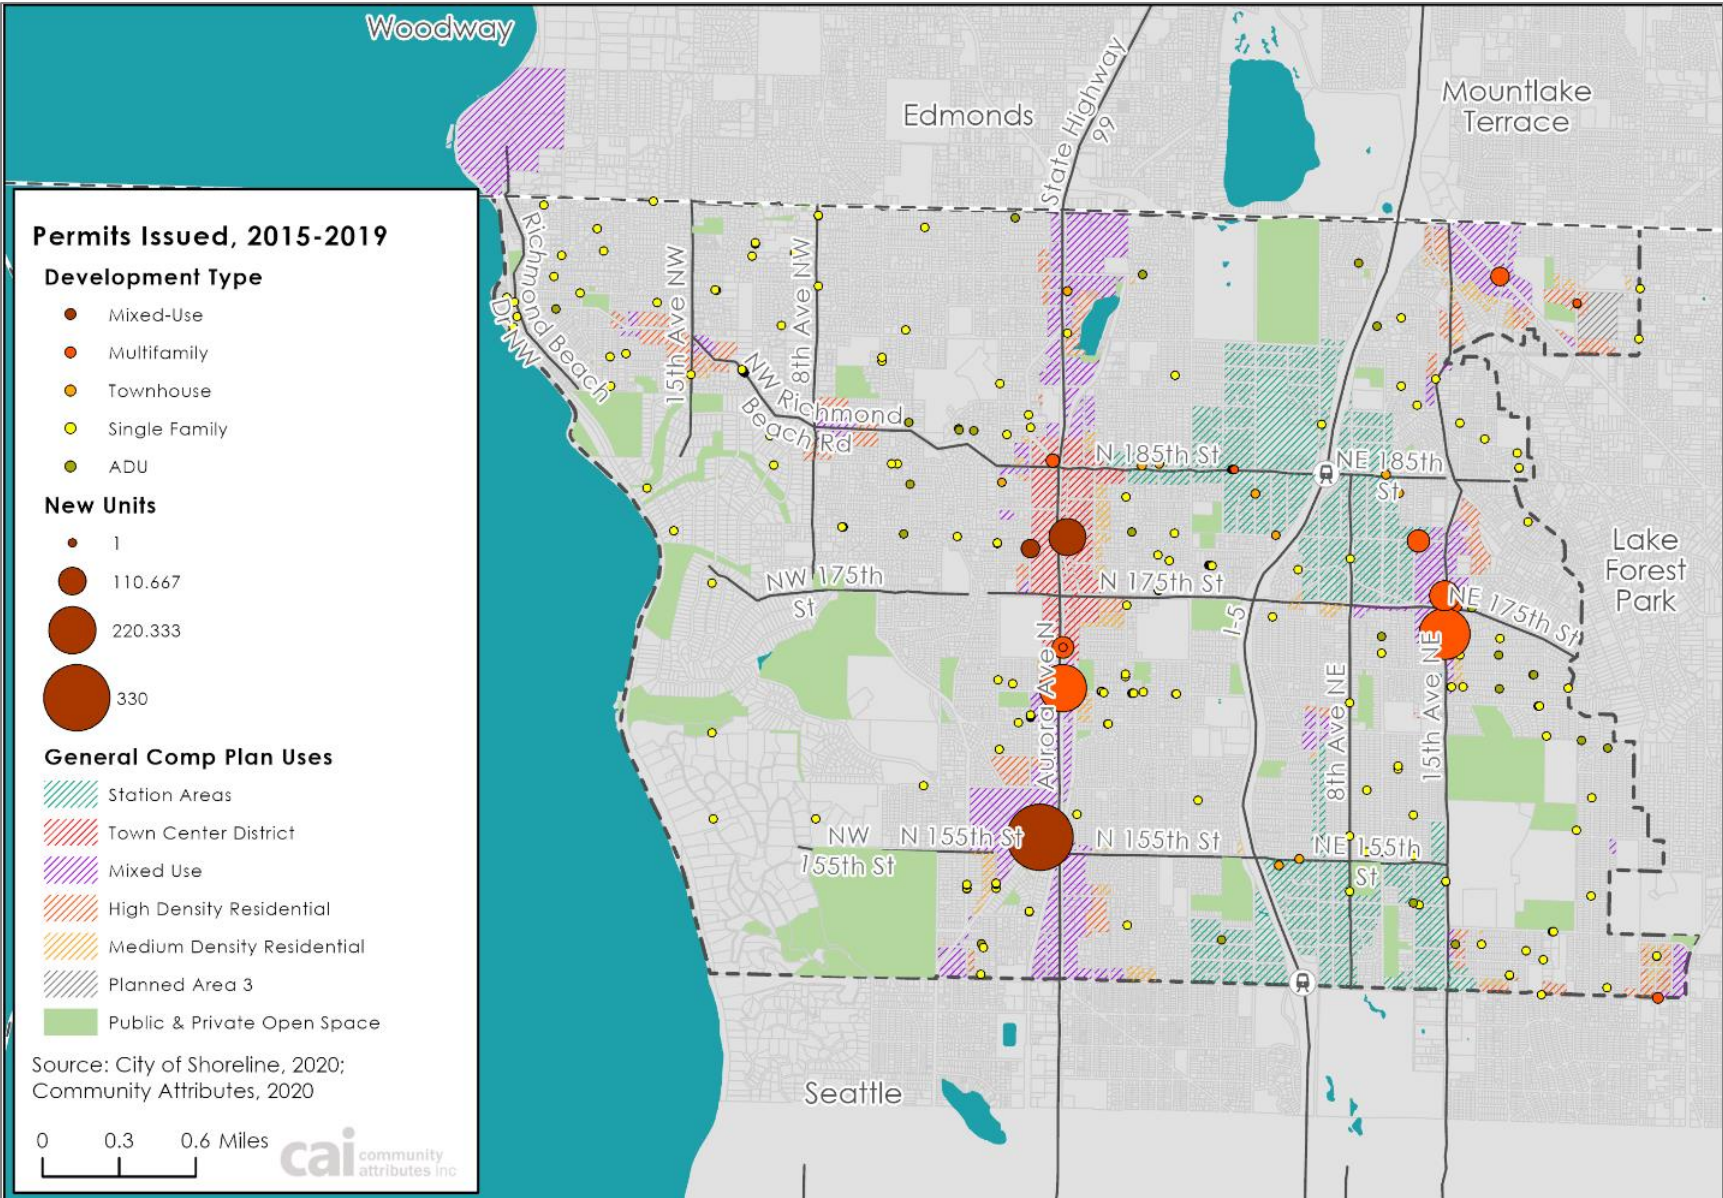 Woodway
Edmonds
Mountlake
Terrace
State Highway
99
Permits Issued, 2015-2019
Development Type
Mixed-Use
Multifamily
Townhouse
Single Family
ADU
New Units
1
110.667
220.333
330
General Comp Plan Uses
Station Areas
Town Center District
Mixed Use
High Density Residential
Medium Density Residential
Planned Area 3
Public & Private Open Space
Source: City of Shoreline, 2020;
Community Attributes, 2020
0 0.3 0.6 Miles
cai community
attributes inc
Richmond Beach
Dr NW
15th Ave NW
8th Ave NW
NW Richmond
Beach Rd
N 185th St
NE 185th
St
Lake
Forest
Park
NW 175th
St
N 175th St
NE 175th St
I-5
Aurora Ave N
8th Ave NE
15th Ave NE
NW
155th St
N 155th St
N 155th St
NE 155th
St
Seattle